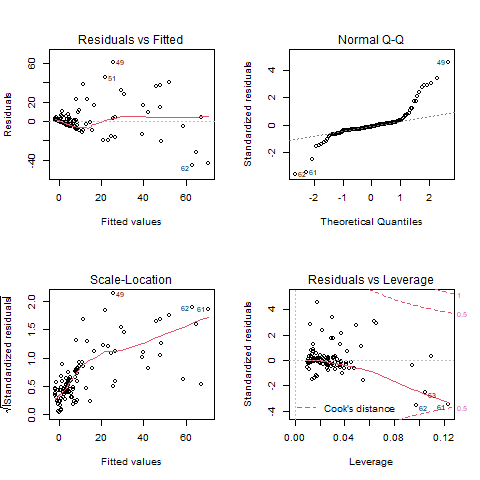 Residuals vs Fitted
Residuals
60
20
0
-40
49
51
62
0 20 40 60
Fitted values
Normal Q-Q
Standardized residuals
4
2
0
-2
49
62 61
-2 -1 0 1 2
Theoretical Quantiles
Scale-Location
√|Standardized residuals|
2.0
1.5
1.0
0.5
0.0
49
62 61
0 20 40 60
Fitted values
Residuals vs Leverage
Standardized residuals
4
2
0
-2
-4
1
0.5
0.5
63
62 61
Cook's distance
0.00 0.04 0.08 0.12
Leverage